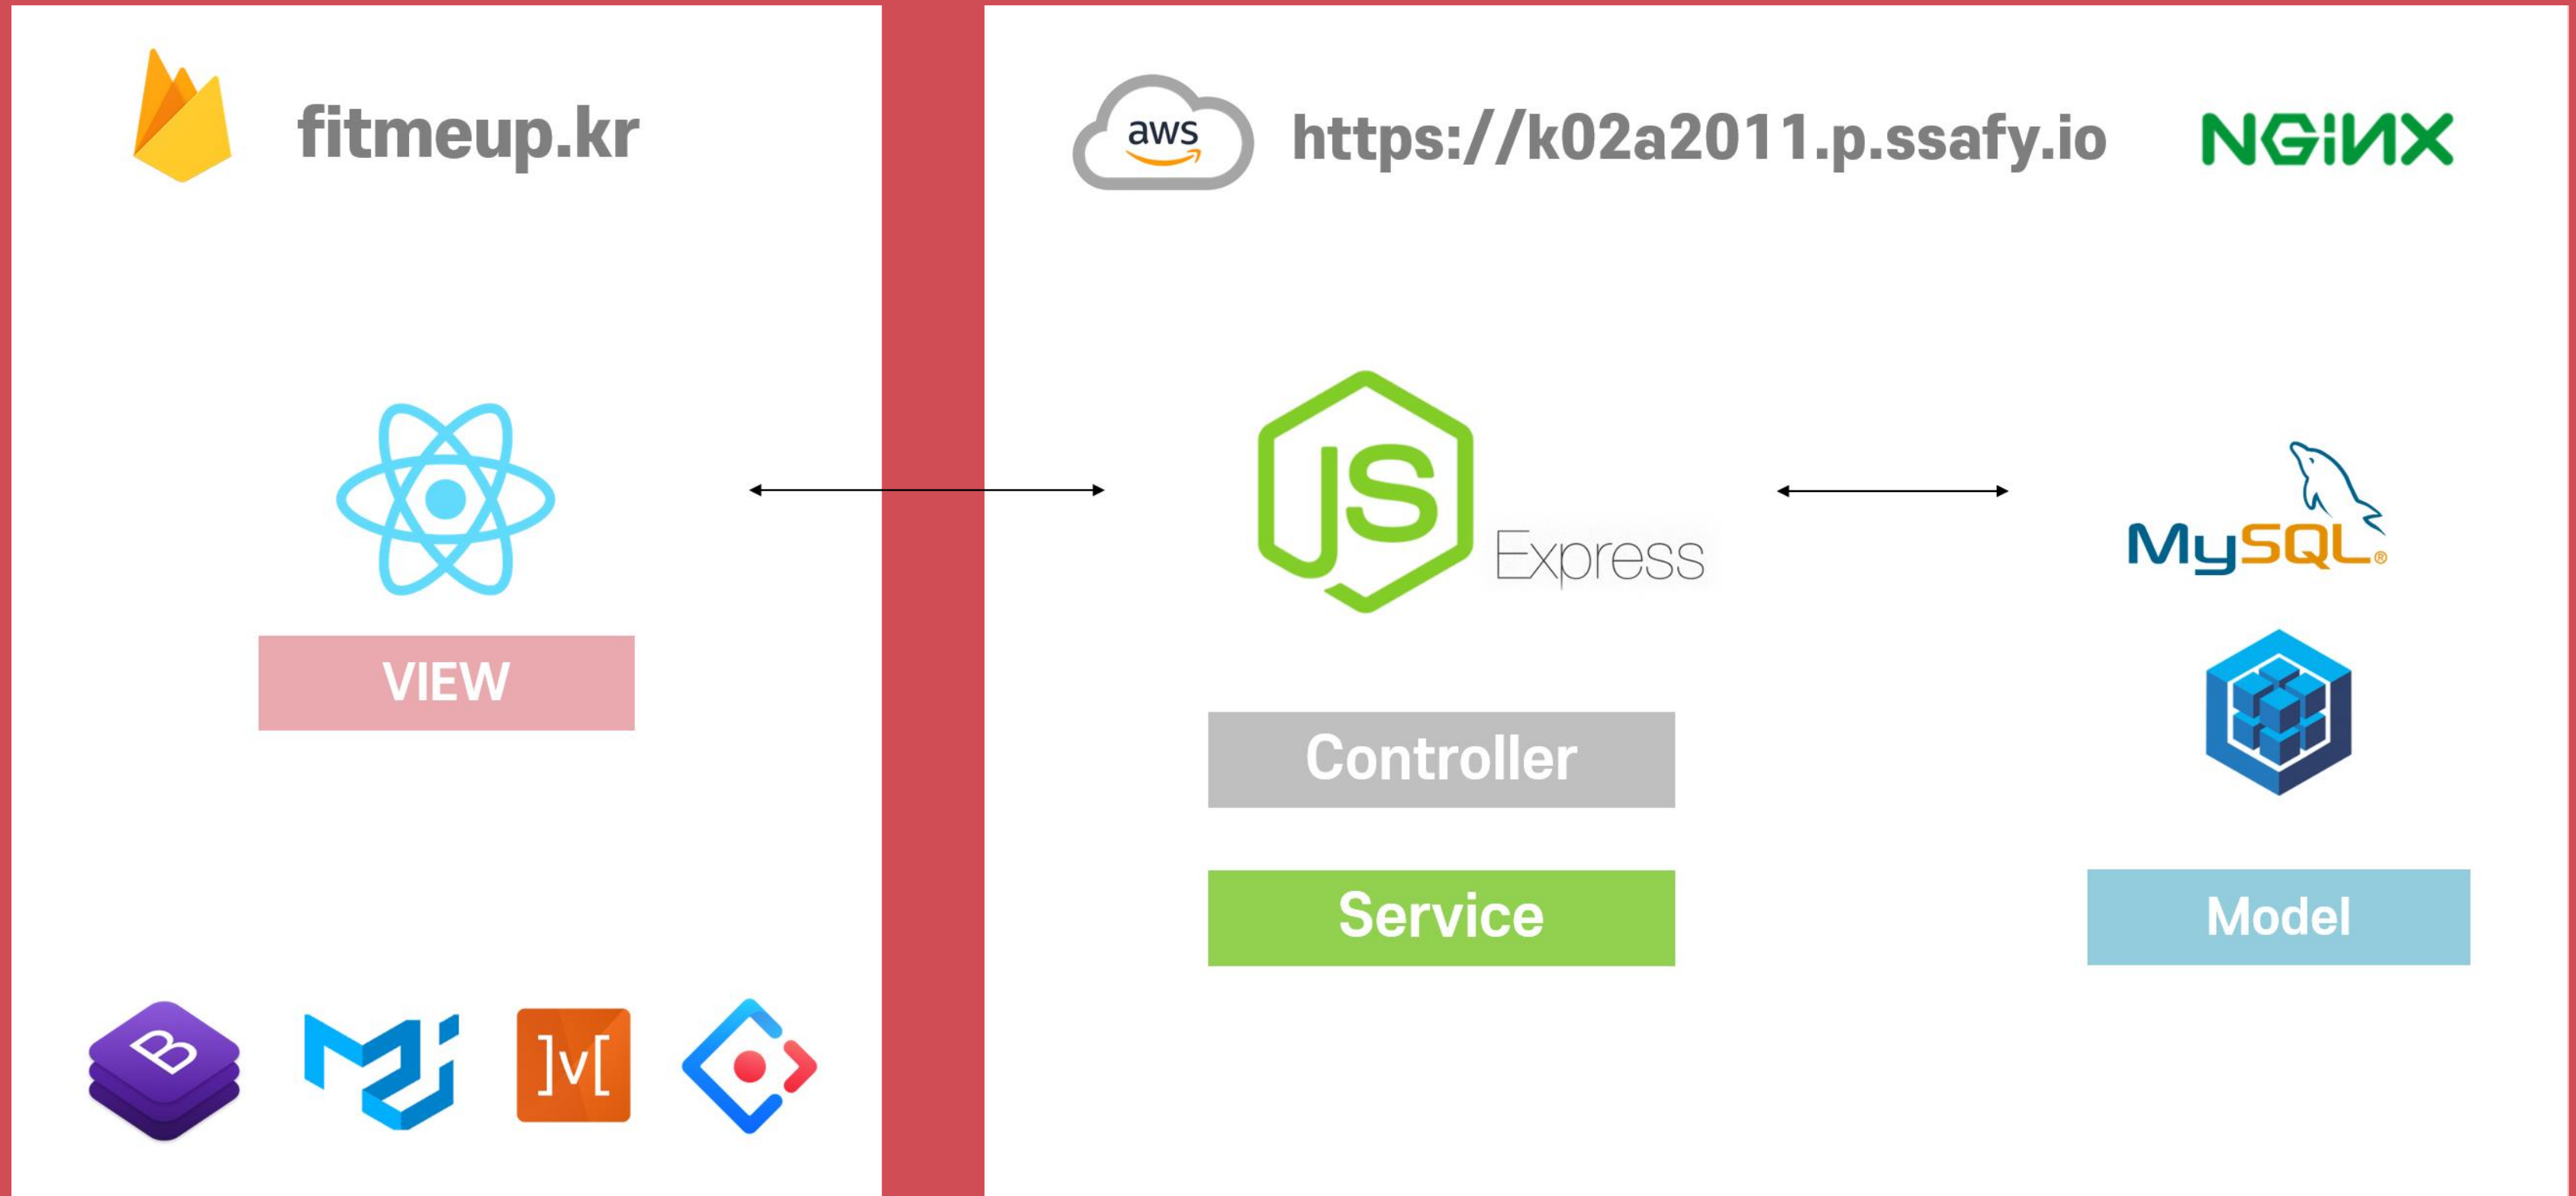 fitmeup.kr
VIEW
B
]v[
aws
https://k02a2011.p.ssafy.io
NGiNX
JS
Express
MySQL®
Controller
Service
Model